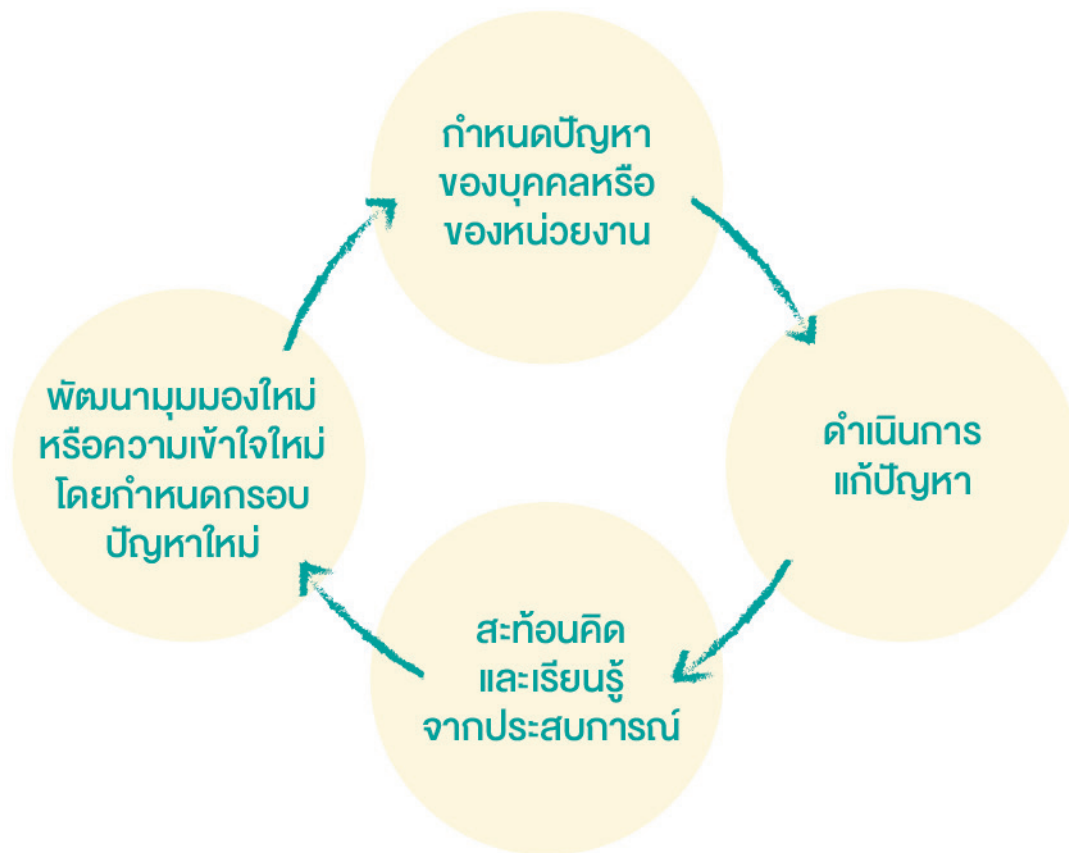 กำหนดปัญหา
ของบุคคลหรือ
ของหน่วยงาน
ดำเนินการ
แก้ปัญหา
สะท้อนคิด
และเรียนรู้
จากประสบการณ์
พัฒนามุมมองใหม่
หรือความเข้าใจใหม่
โดยกำหนดกรอบ
ปัญหาใหม่